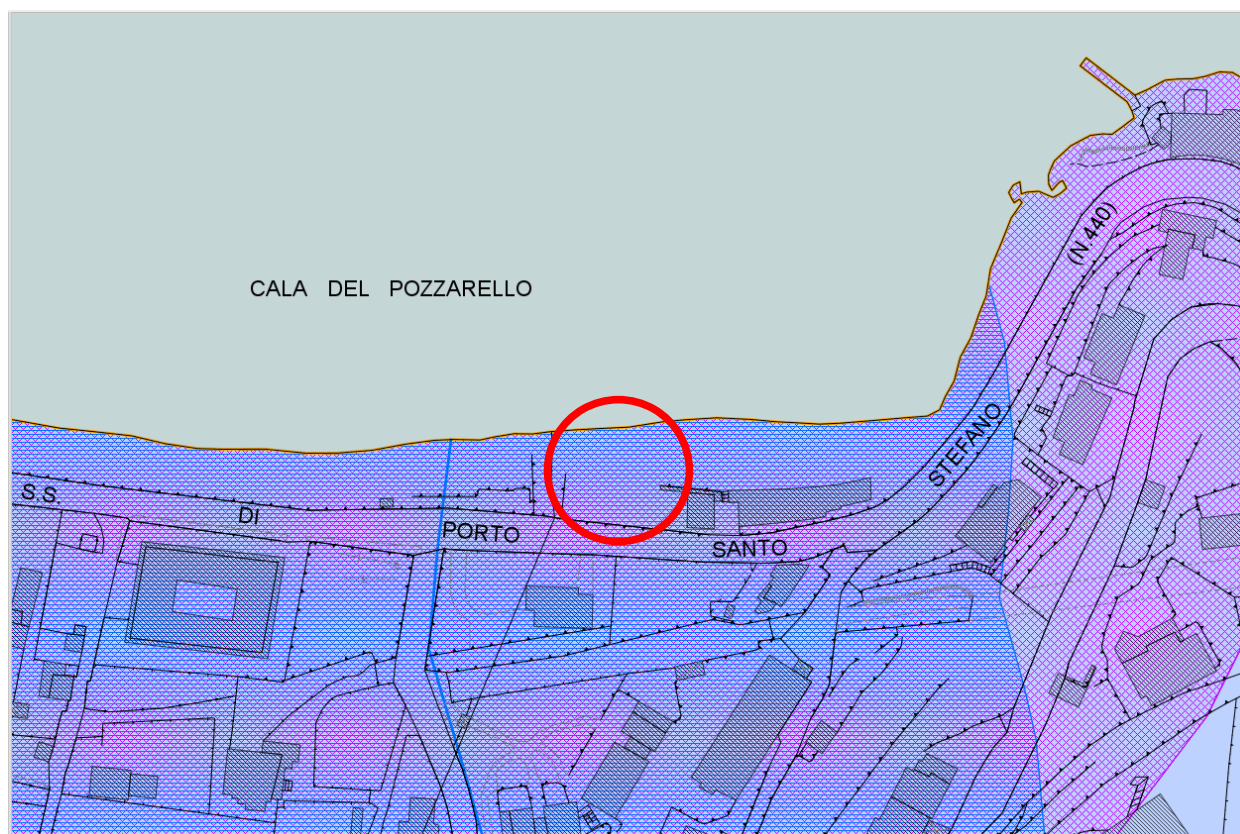 (N.440)
CALA DEL POZZARELLO
STEFANO
S.S.
DI
PORTO
SANTO